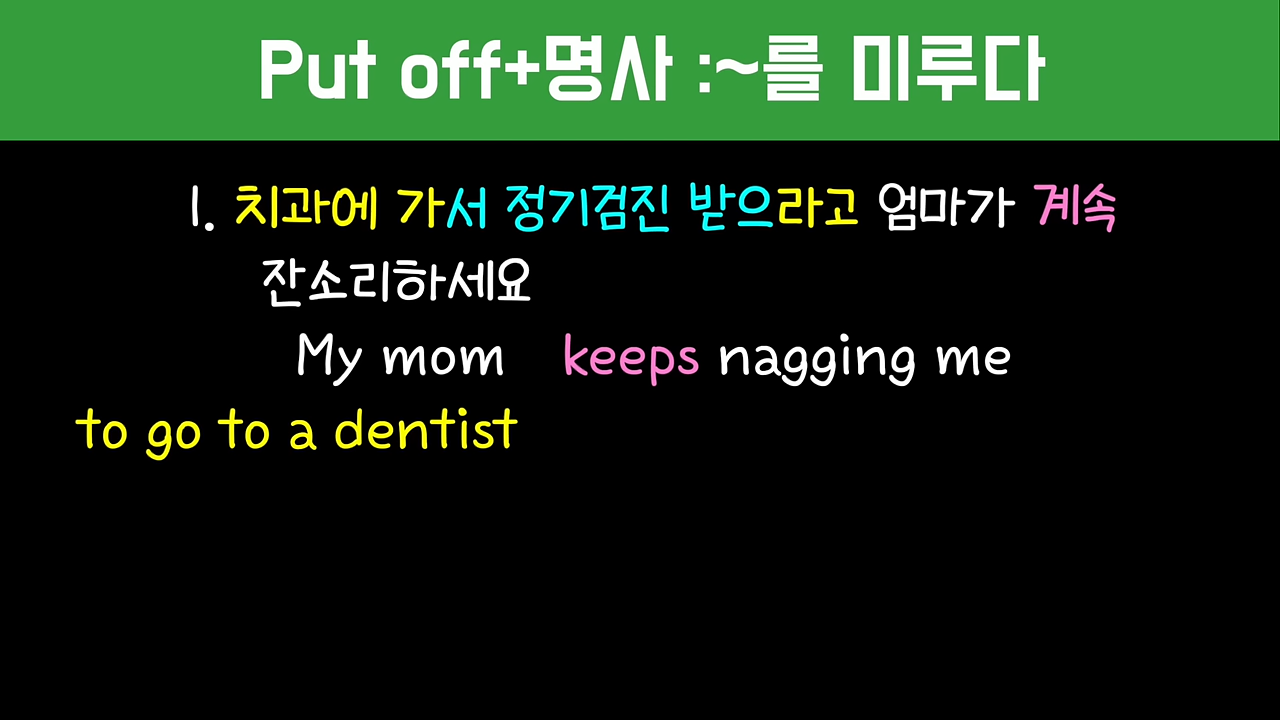 Put off+명사 :~를 미루다
1. 치과에 가서 정기검진 받으라고 엄마가 계속
잔소리하세요
My mom keeps nagging me
to go to a dentist